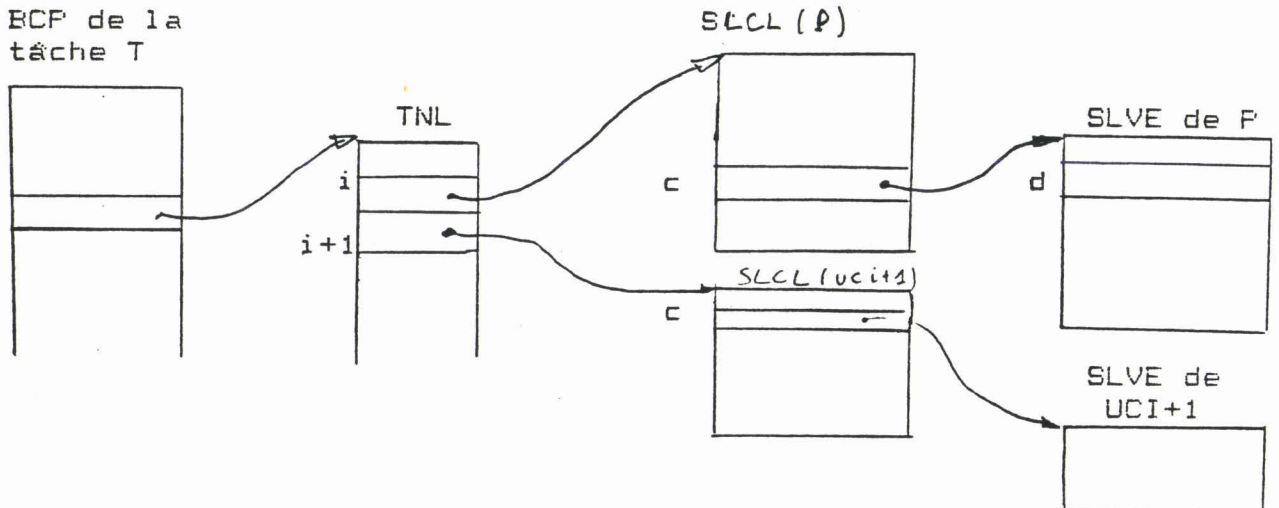 BCP de la
tâche T
TNL
i
i+1
SLCL (P)
c
SLVE de P
d
SLCL (uci+1)
c
SLVE de
UCI+1